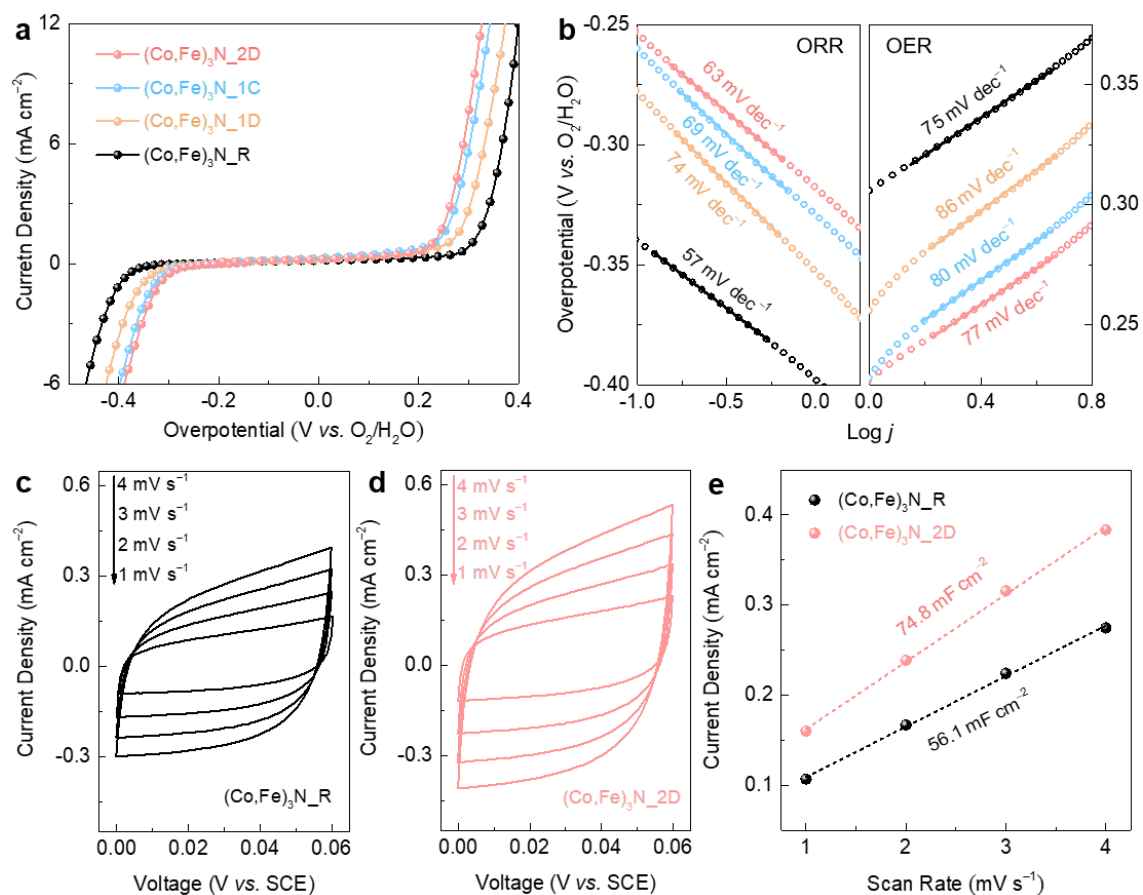 a
12
6
0
-6
Curretn Density (mA cm⁻²)
(Co,Fe)₃N_2D
(Co,Fe)₃N_1C
(Co,Fe)₃N_1D
(Co,Fe)₃N_R
-0.4 -0.2 0.0 0.2 0.4
Overpotential (V vs. O₂/H₂O)
b
-0.25
-0.30
-0.35
-0.40
Overpotential (V vs. O₂/H₂O)
ORR
63 mV dec⁻¹
69 mV dec⁻¹
74 mV dec⁻¹
57 mV dec⁻¹
OER
75 mV dec⁻¹
86 mV dec⁻¹
80 mV dec⁻¹
77 mV dec⁻¹
0.35
0.30
0.25
-1.0 -0.5 0.0 0.0 0.4 0.8
Log j
c
0.6
0.3
0.0
-0.3
Current Density (mA cm⁻²)
4 mV s⁻¹
3 mV s⁻¹
2 mV s⁻¹
1 mV s⁻¹
(Co,Fe)₃N_R
0.00 0.02 0.04 0.06
Voltage (V vs. SCE)
d
0.6
0.3
0.0
-0.3
Current Density (mA cm⁻²)
4 mV s⁻¹
3 mV s⁻¹
2 mV s⁻¹
1 mV s⁻¹
(Co,Fe)₃N_2D
0.00 0.02 0.04 0.06
Voltage (V vs. SCE)
e
0.4
0.3
0.2
0.1
Current Density (mA cm⁻²)
(Co,Fe)₃N_R
(Co,Fe)₃N_2D
74.8 mF cm⁻²
56.1 mF cm⁻²
1 2 3 4
Scan Rate (mV s⁻¹)